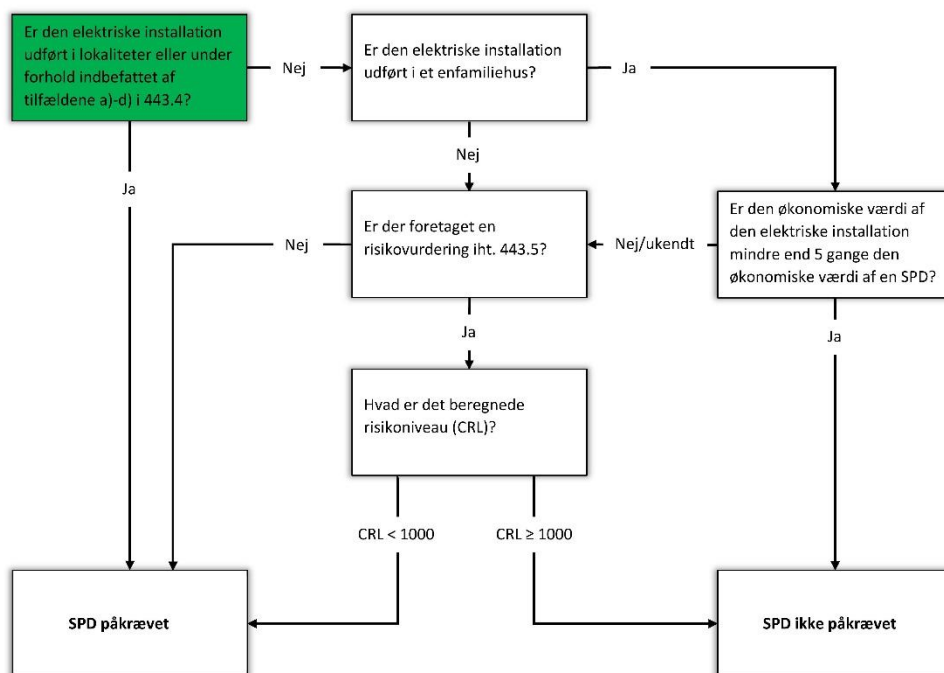 Er den elektriske installation
udført i lokaliteter eller under
forhold indbefattet af
tilfældene a)-d) i 443.4?
Nej
Er den elektriske installation
udført i et enfamiliehus?
Ja
Ja
Nej
Er den økonomiske værdi af
den elektriske installation
mindre end 5 gange den
økonomiske værdi af en SPD?
Nej/ukendt
Er der foretaget en
risikovurdering iht. 443.5?
Nej
Ja
Ja
Hvad er det beregnede
risikoniveau (CRL)?
CRL < 1000
CRL ≥ 1000
SPD påkrævet
SPD ikke påkrævet